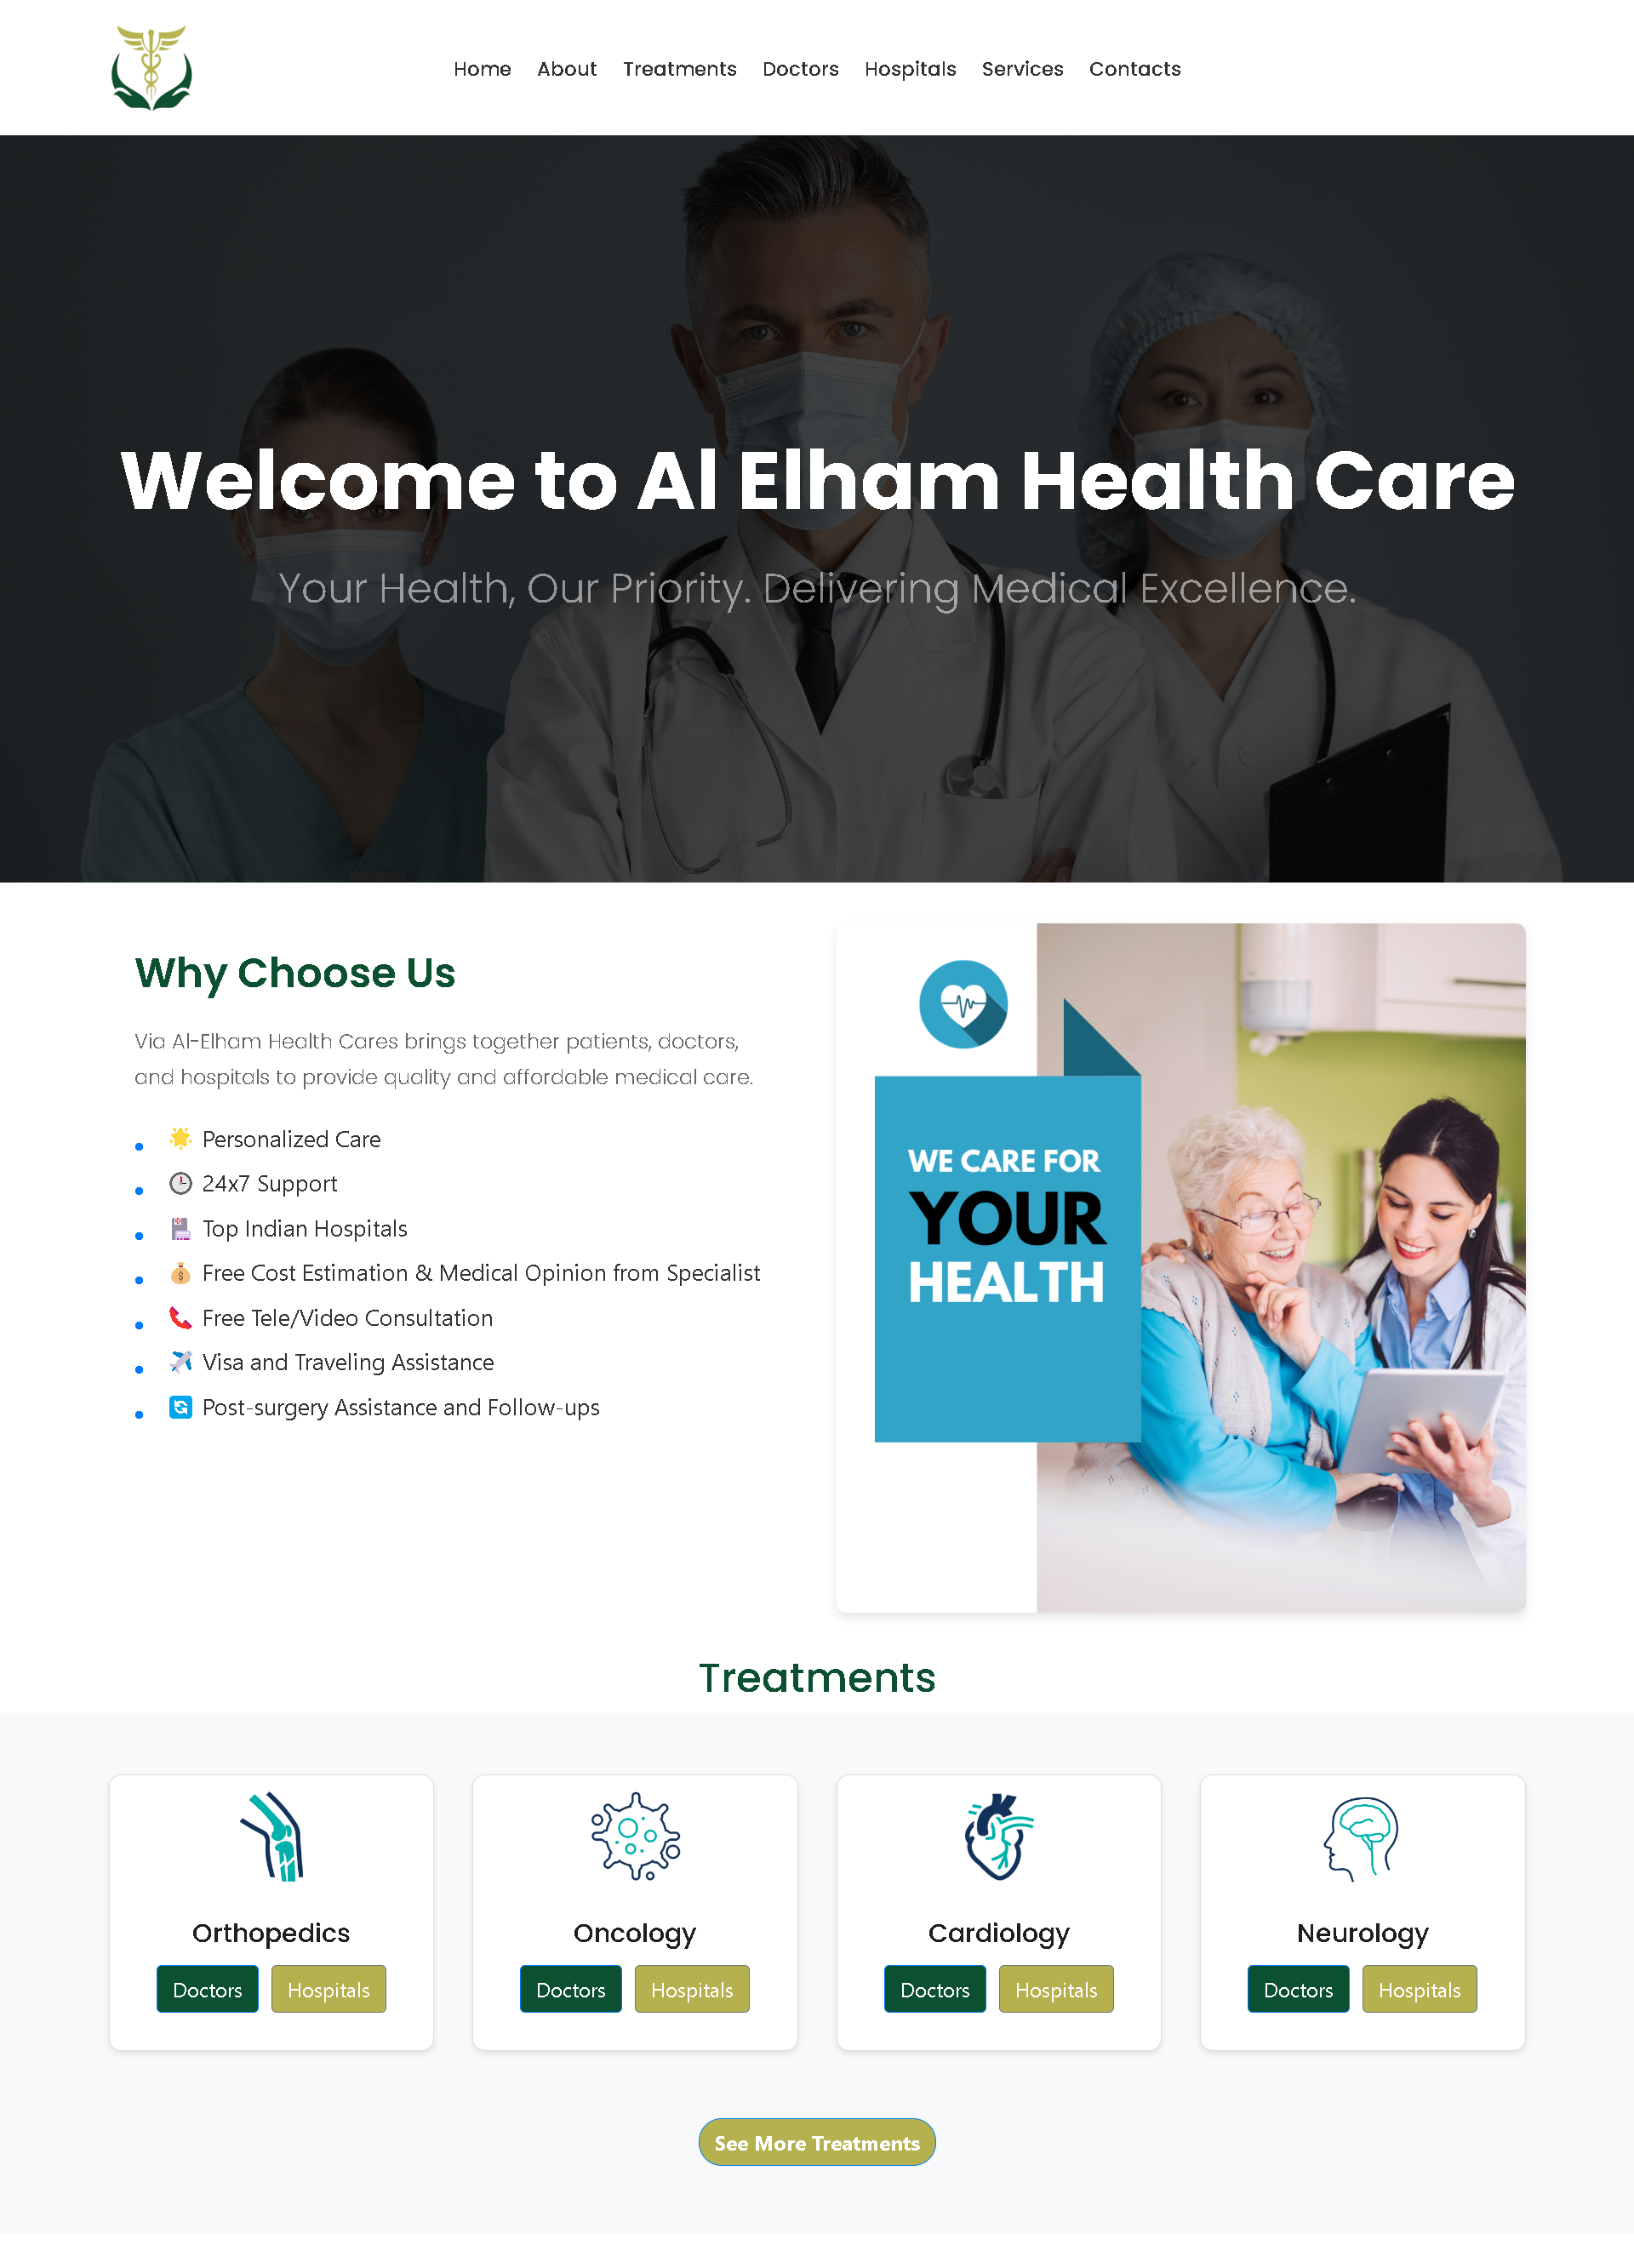 Home About Treatments Doctors Hospitals Services Contacts
Welcome to Al Elham Health Care
Your Health, Our Priority. Delivering Medical Excellence.
Why Choose Us
Via Al-Elham Health Cares brings together patients, doctors,
and hospitals to provide quality and affordable medical care.
Personalized Care
24x7 Support
Top Indian Hospitals
Free Cost Estimation & Medical Opinion from Specialist
Free Tele/Video Consultation
Visa and Traveling Assistance
Post-surgery Assistance and Follow-ups
WE CARE FOR
YOUR
HEALTH
Treatments
Orthopedics
Doctors Hospitals
Oncology
Doctors Hospitals
Cardiology
Doctors Hospitals
Neurology
Doctors Hospitals
See More Treatments